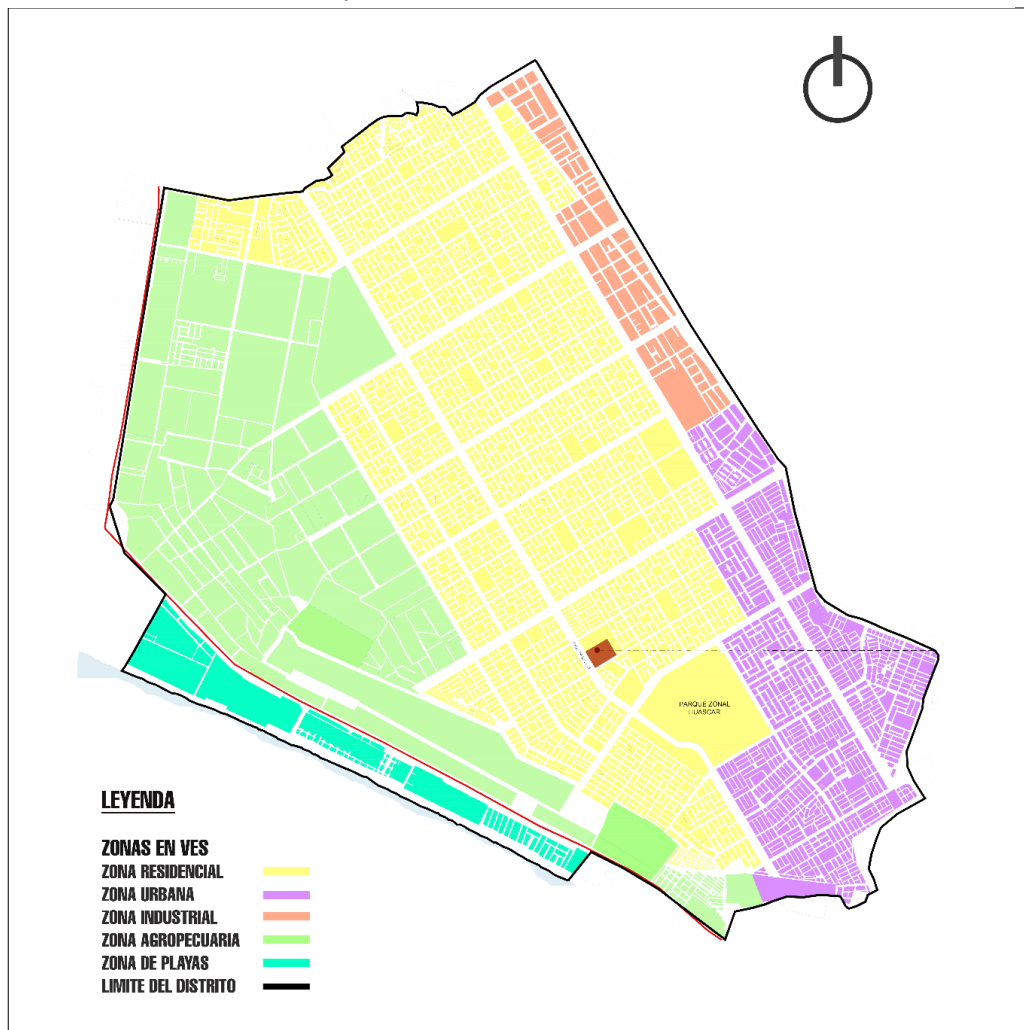 PARQUE ZONAL
HUASCAR
LEYENDA
ZONAS EN VES
ZONA RESIDENCIAL
ZONA URBANA
ZONA INDUSTRIAL
ZONA AGROPECUARIA
ZONA DE PLAYAS
LIMITE DEL DISTRITO